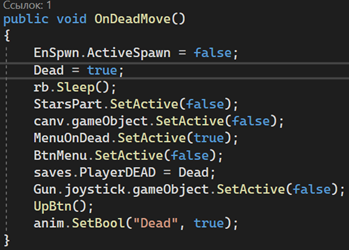 Ссылок: 1
public void OnDeadMove()
{
    EnSpwn.ActiveSpawn = false;
    Dead = true;
    rb.Sleep();
    StarsPart.SetActive(false);
    canv.gameObject.SetActive(false);
    MenuOnDead.SetActive(true);
    BtnMenu.SetActive(false);
    saves.PlayerDEAD = Dead;
    Gun.joystick.gameObject.SetActive(false);
    UpBtn();
    anim.SetBool("Dead", true);
}